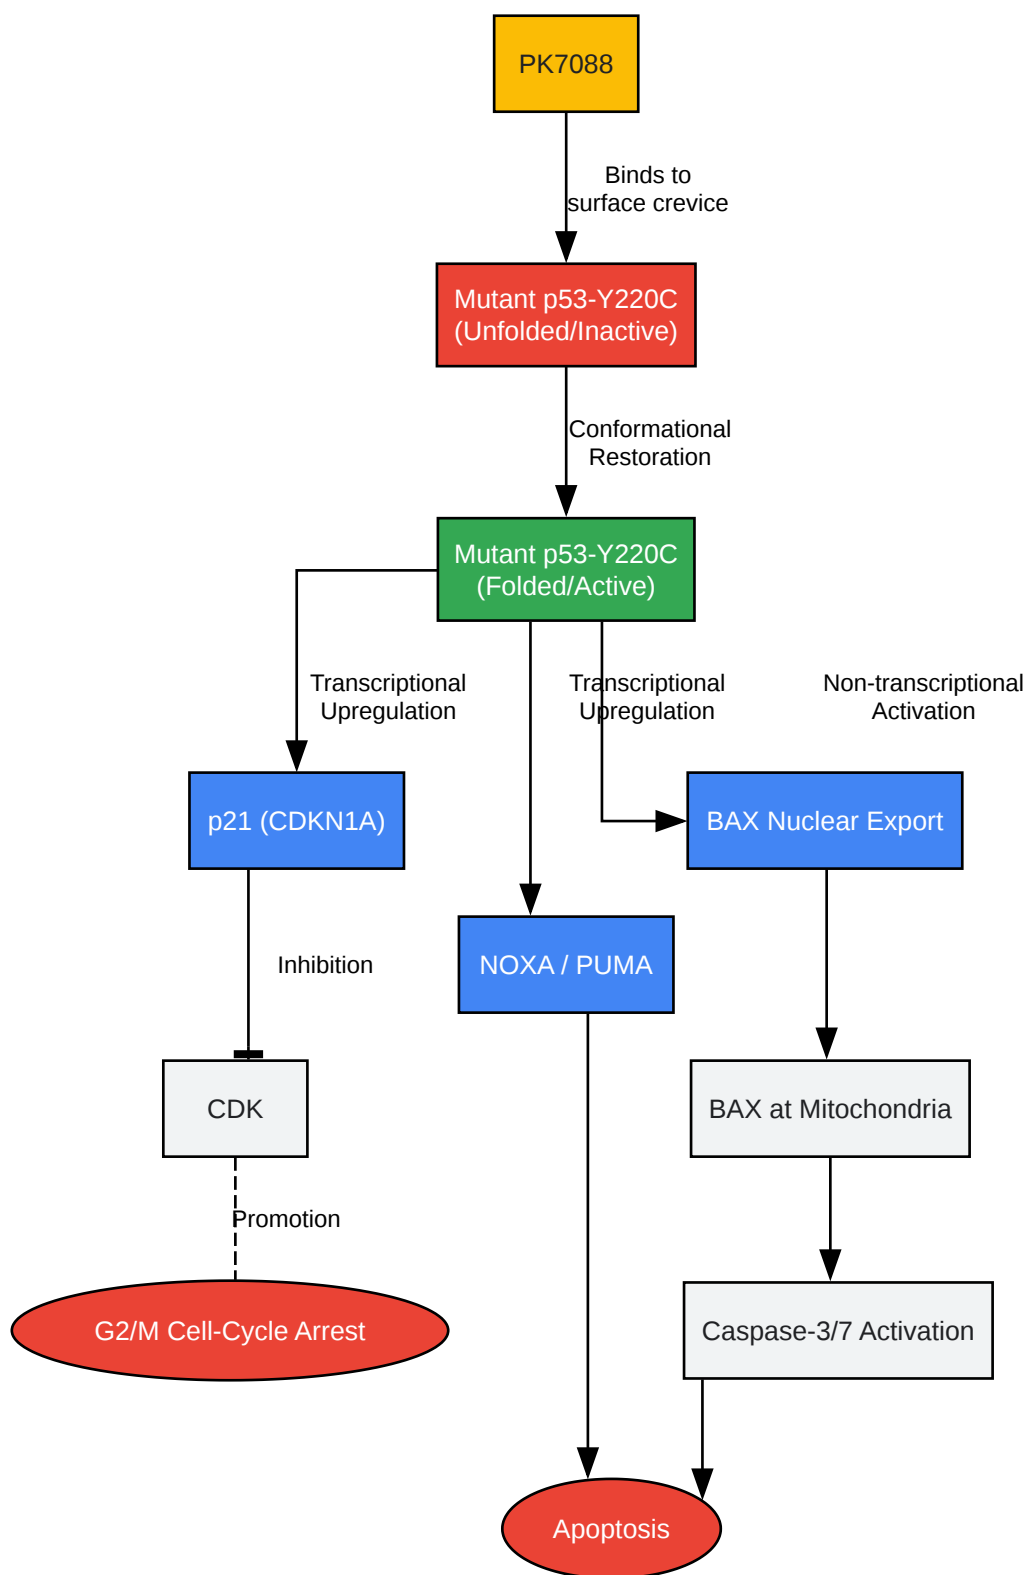 PK7088
Binds to
surface crevice
Mutant p53-Y220C
(Unfolded/Inactive)
Conformational
Restoration
Mutant p53-Y220C
(Folded/Active)
Transcriptional
Upregulation
Transcriptional
Upregulation
Non-transcriptional
Activation
p21 (CDKN1A)
BAX Nuclear Export
Inhibition
NOXA / PUMA
CDK
BAX at Mitochondria
Promotion
G2/M Cell-Cycle Arrest
Caspase-3/7 Activation
Apoptosis